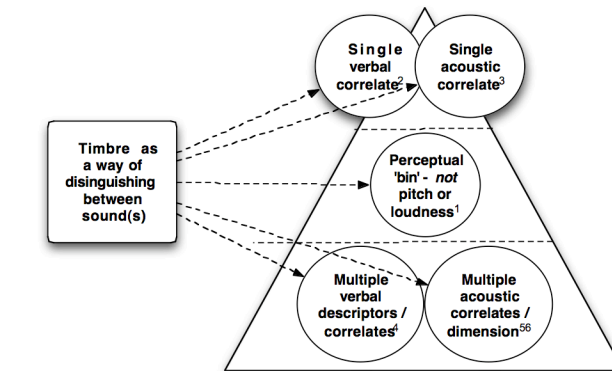 Single
verbal
correlate2
Single
acoustic
correlate3
Timbre as
a way of
disinguishing
between
sound(s)
Perceptual
'bin' - not
pitch or
loudness1
Multiple
verbal
descriptors /
correlates4
Multiple
acoustic
correlates /
dimension56